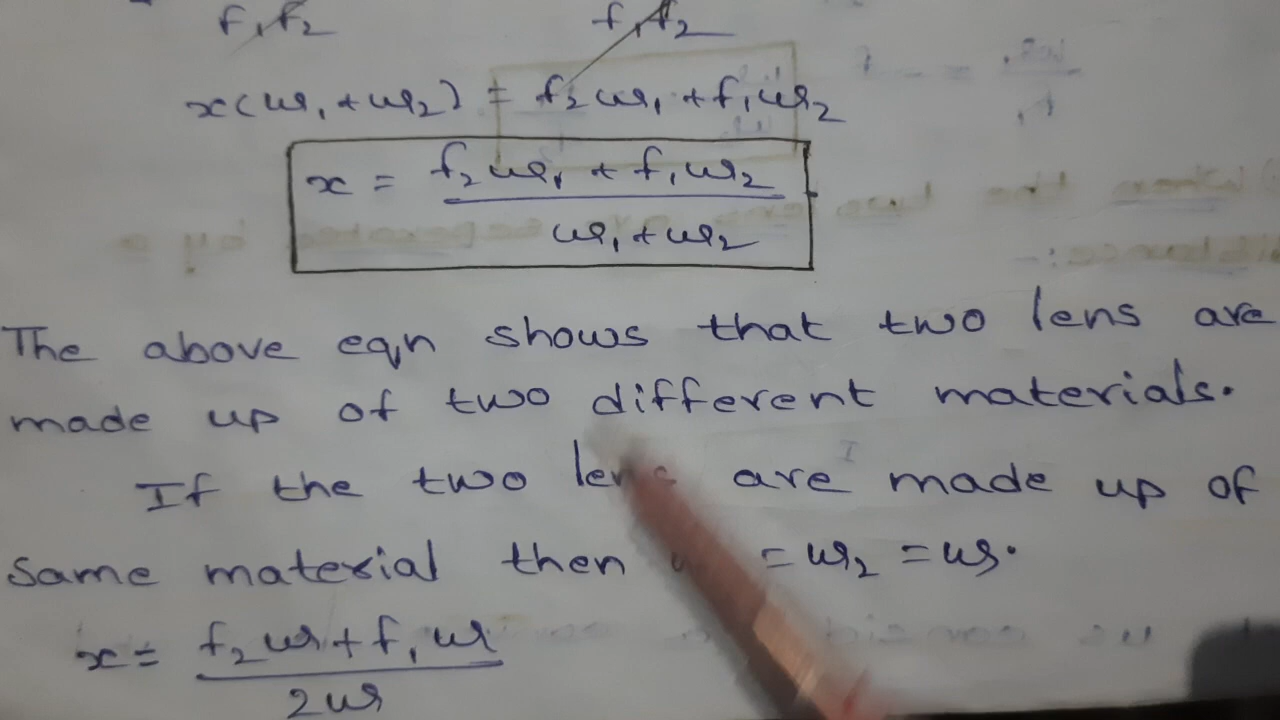 f₁f₂ f₁f₂
x(ω₁+ω₂) = f₂ω₁+f₁ω₂
x = f₂ω₁ + f₁ω₂ / ω₁+ω₂
The above eqn shows that two lens are
made up of two different materials.
If the two lens are made up of
same material then = ω₂ = ω.
x = f₂ω+f₁ω / 2ω